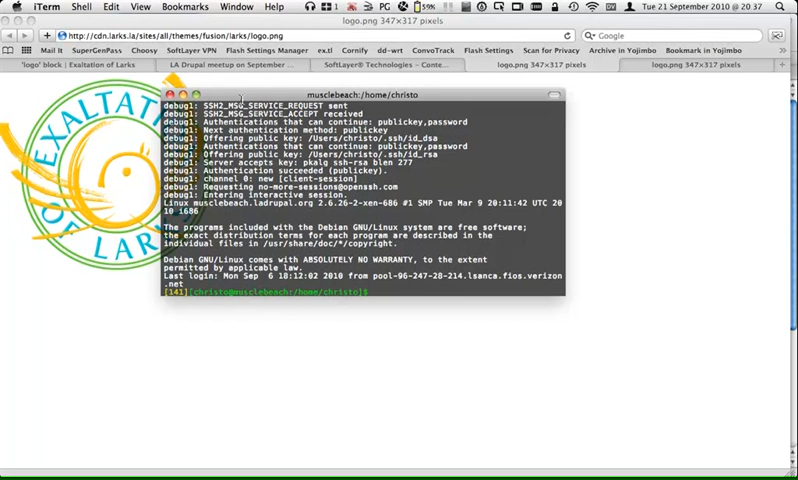 iTerm Shell Edit View Bookmarks Window Help PG 59% DV Tue 21 September 2010 20:37
logo.png 347×317 pixels
http://cdn.larks.la/sites/all/themes/fusion/larks/logo.png
Google
Mail It SuperGenPass Choosy SoftLayer VPN Flash Settings Manager ex.tl Cornify dd-wrt ConvoTrack Flash Settings Scan for Privacy Archive in Yojimbo Bookmark in Yojimbo
'logo' block | Exaltation of Larks LA Drupal meetup on September ... SoftLayer® Technologies - Conte... logo.png 347×317 pixels logo.png 347×317 pixels
EXALTATION
OF LARKS
musclebeach:/home/christo
debug1: SSH2_MSG_SERVICE_REQUEST sent
debug1: SSH2_MSG_SERVICE_ACCEPT received
debug1: Authentications that can continue: publickey,password
debug1: Next authentication method: publickey
debug1: Offering public key: /Users/christo/.ssh/id_dsa
debug1: Authentications that can continue: publickey,password
debug1: Offering public key: /Users/christo/.ssh/id_rsa
debug1: Server accepts key: pkalg ssh-rsa blen 277
debug1: Authentication succeeded (publickey).
debug1: channel 0: new [client-session]
debug1: Requesting no-more-sessions@openssh.com
debug1: Entering interactive session.
Linux musclebeach.ladrupal.org 2.6.26-2-xen-686 #1 SMP Tue Mar 9 20:11:42 UTC 20
10 i686
The programs included with the Debian GNU/Linux system are free software;
the exact distribution terms for each program are described in the
individual files in /usr/share/doc/*/copyright.
Debian GNU/Linux comes with ABSOLUTELY NO WARRANTY, to the extent
permitted by applicable law.
Last login: Mon Sep  6 18:12:02 2010 from pool-96-247-28-214.lsanca.fios.verizon
.net
[141][christo@musclebeach:/home/christo]$